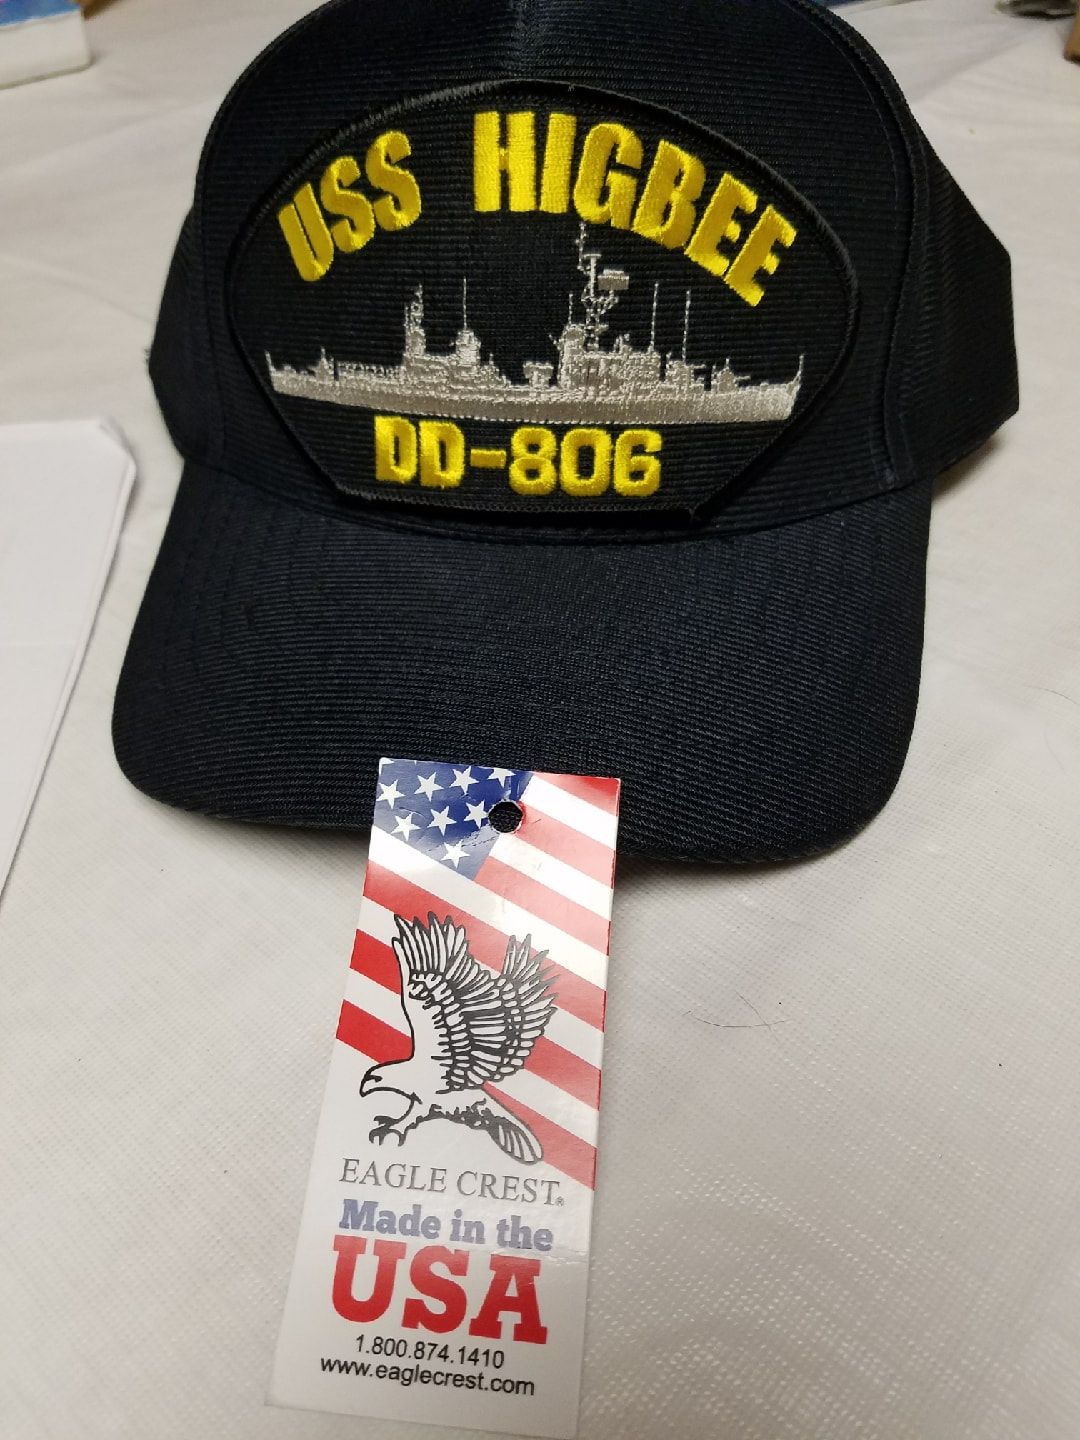 USS HIGBEE
DD-806
EAGLE CREST®
Made in the
USA
1.800.874.1410
www.eaglecrest.com